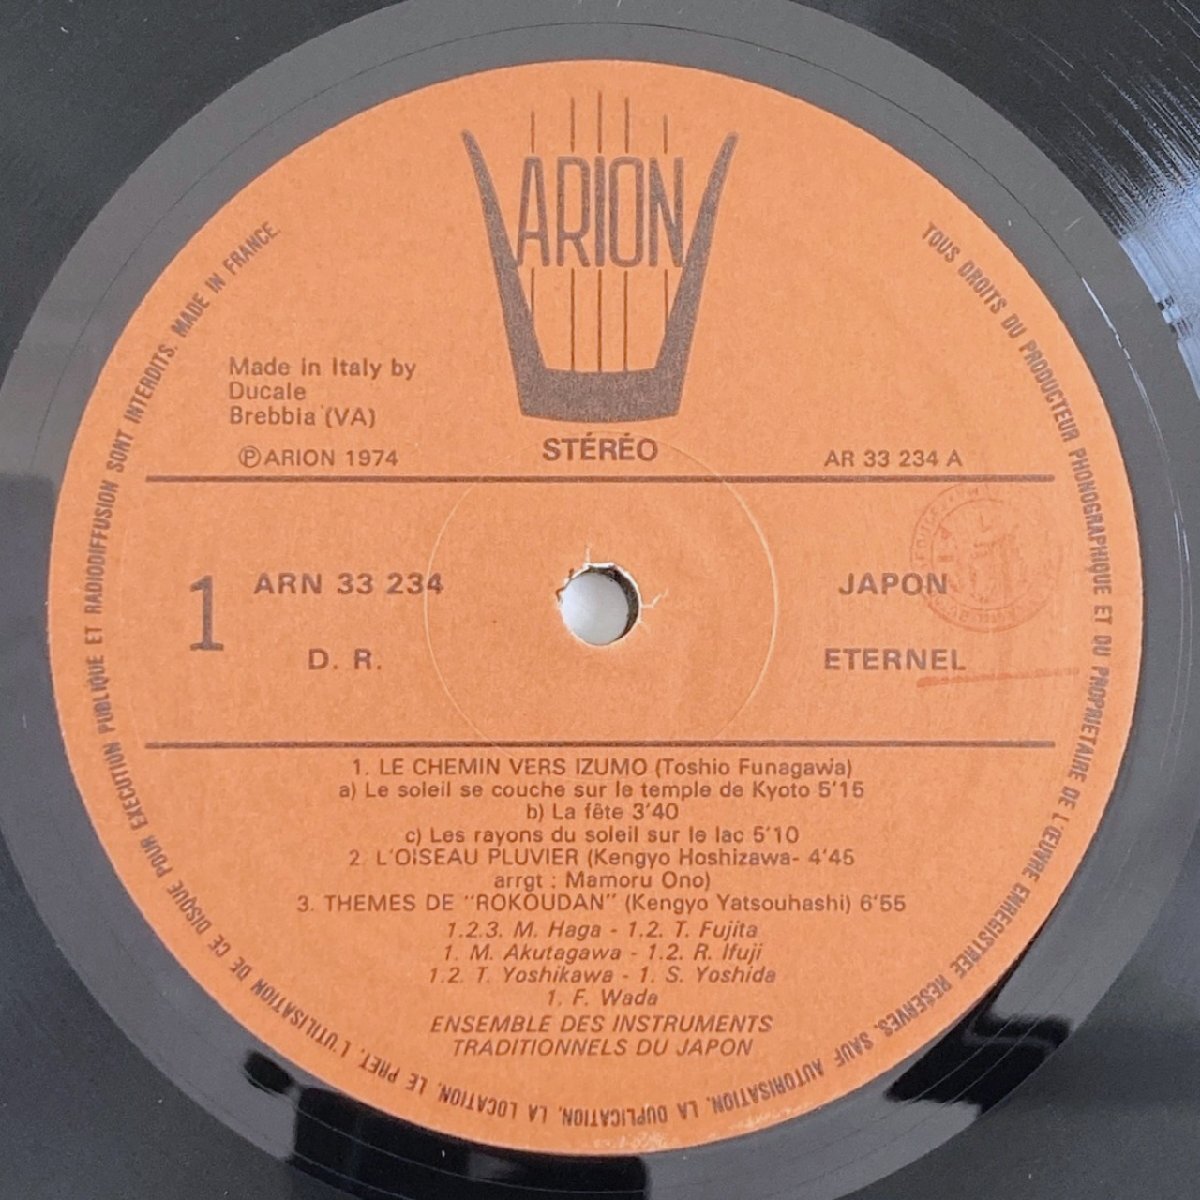 ARION
Made in Italy by
Ducale
Brebbia (VA)
℗ ARION 1974
STÉRÉO
AR 33 234 A
1
ARN 33 234
D. R.
JAPON
ETERNEL
1. LE CHEMIN VERS IZUMO (Toshio Funagawa)
a) Le soleil se couche sur le temple de Kyoto 5'15
b) La fête 3'40
c) Les rayons du soleil sur le lac 5'10
2. L'OISEAU PLUVIER (Kengyo Hoshizawa- 4'45
arrgt : Mamoru Ono)
3. THEMES DE "ROKOUDAN" (Kengyo Yatsouhashi) 6'55
1.2.3. M. Haga - 1.2. T. Fujita
1. M. Akutagawa - 1.2. R. Ifuji
1.2. T. Yoshikawa - 1. S. Yoshida
1. F. Wada
ENSEMBLE DES INSTRUMENTS
TRADITIONNELS DU JAPON
TOUS DROITS DU PRODUCTEUR PHONOGRAPHIQUE ET DU PROPRIETAIRE DE L'ŒUVRE ENREGISTREE RESERVES. SAUF AUTORISATION, LA DUPLICATION, LA LOCATION, LE PRET, L'UTILISATION DE CE DISQUE POUR EXECUTION PUBLIQUE ET RADIODIFFUSION SONT INTERDITS. MADE IN FRANCE.